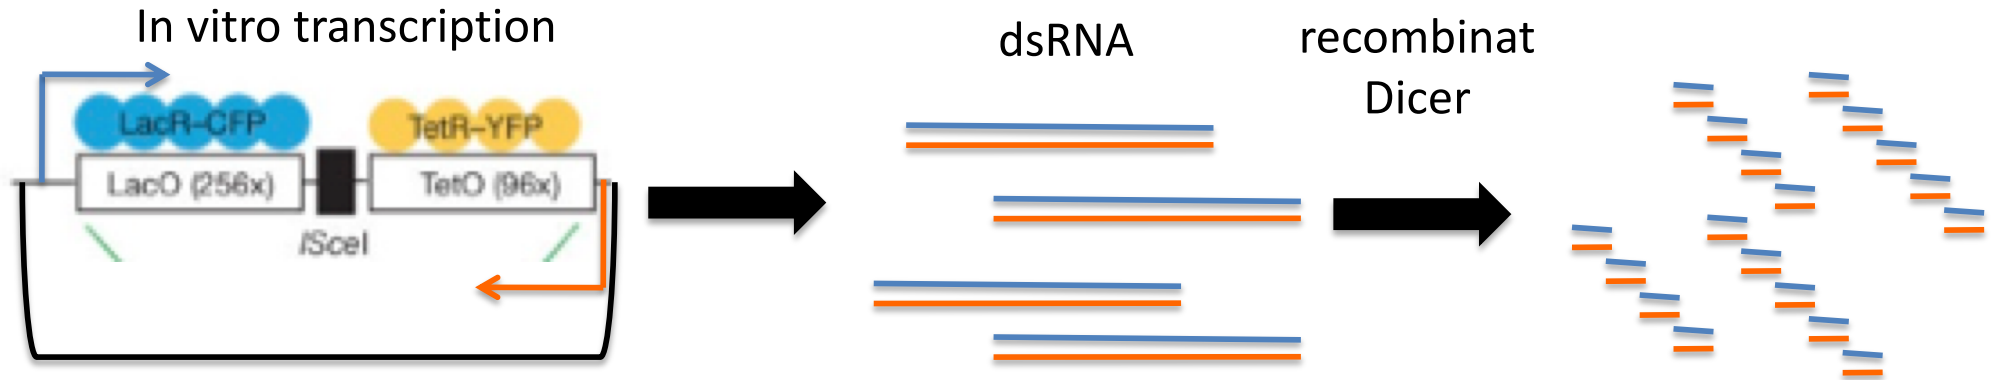 In vitro transcription
LacR–CFP
TetR–YFP
LacO (256x)
TetO (96x)
ISceI
dsRNA
recombinat
Dicer